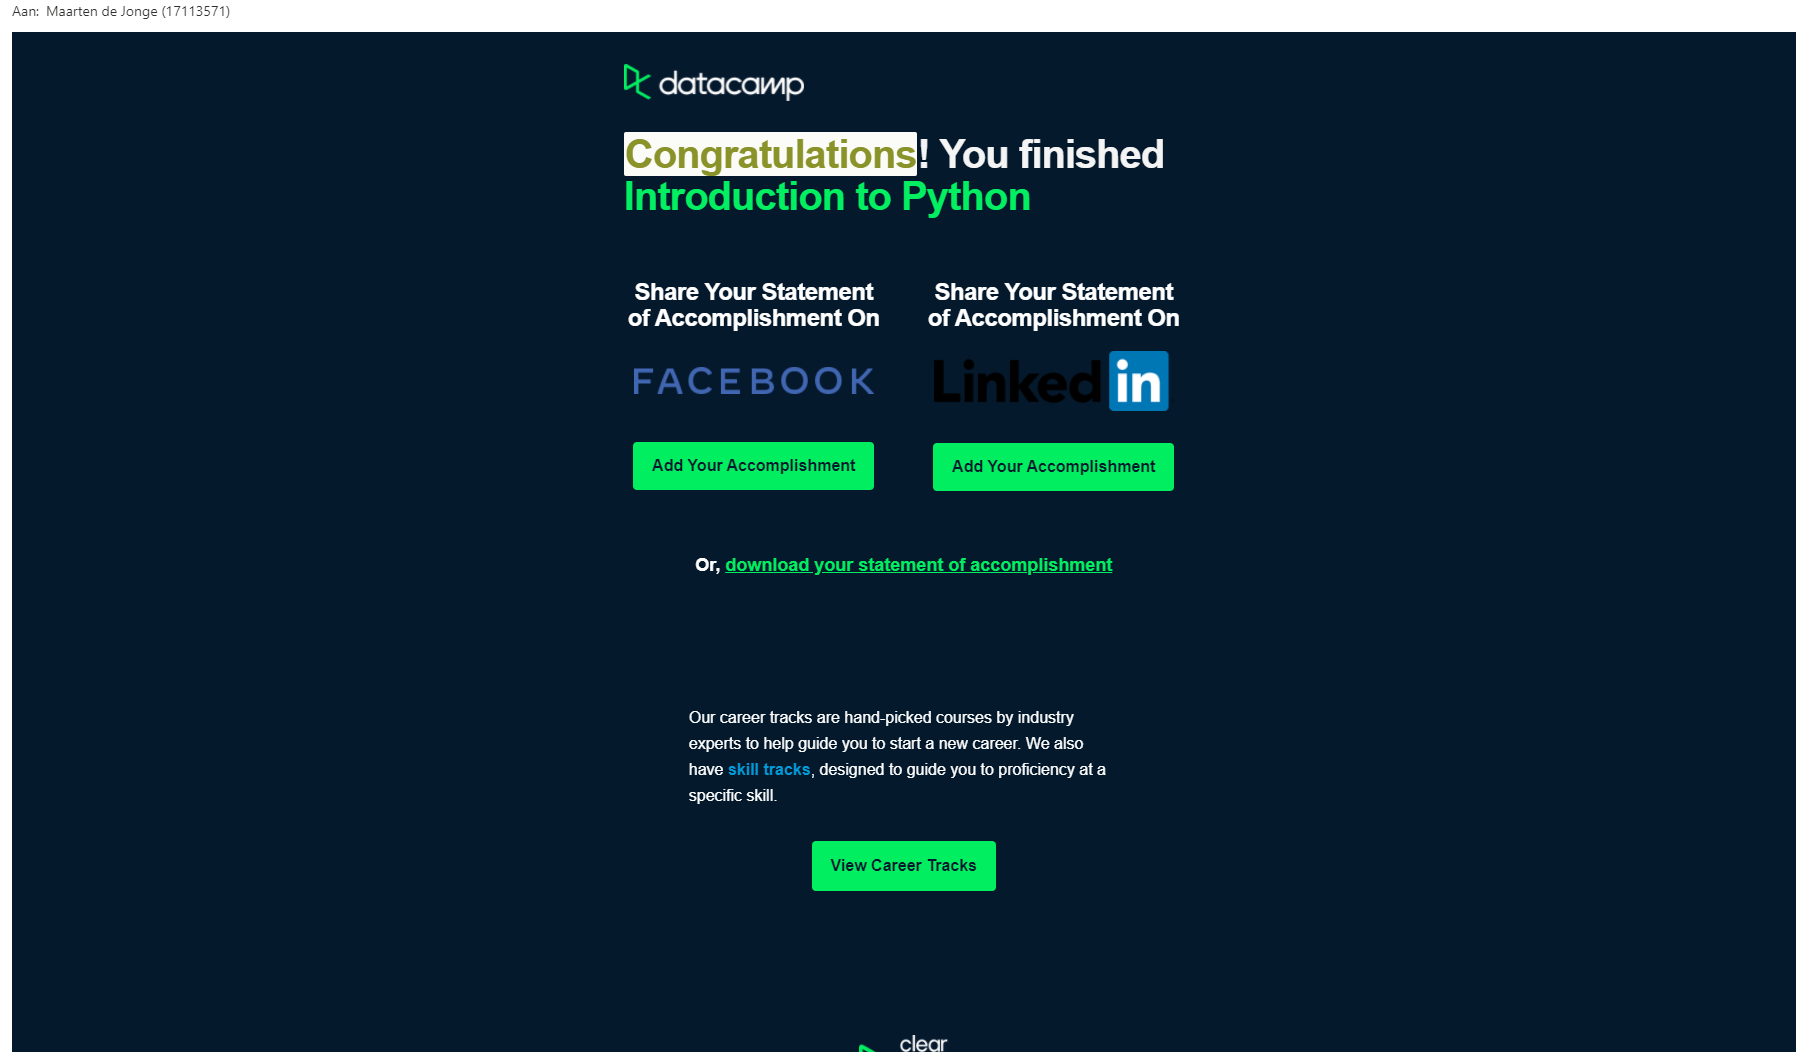 Aan: Maarten de Jonge (17113571)
datacamp
Congratulations! You finished
Introduction to Python
Share Your Statement
of Accomplishment On
FACEBOOK
Add Your Accomplishment
Share Your Statement
of Accomplishment On
Linked in
Add Your Accomplishment
Or, download your statement of accomplishment
Our career tracks are hand-picked courses by industry
experts to help guide you to start a new career. We also
have skill tracks, designed to guide you to proficiency at a
specific skill.
View Career Tracks
clear